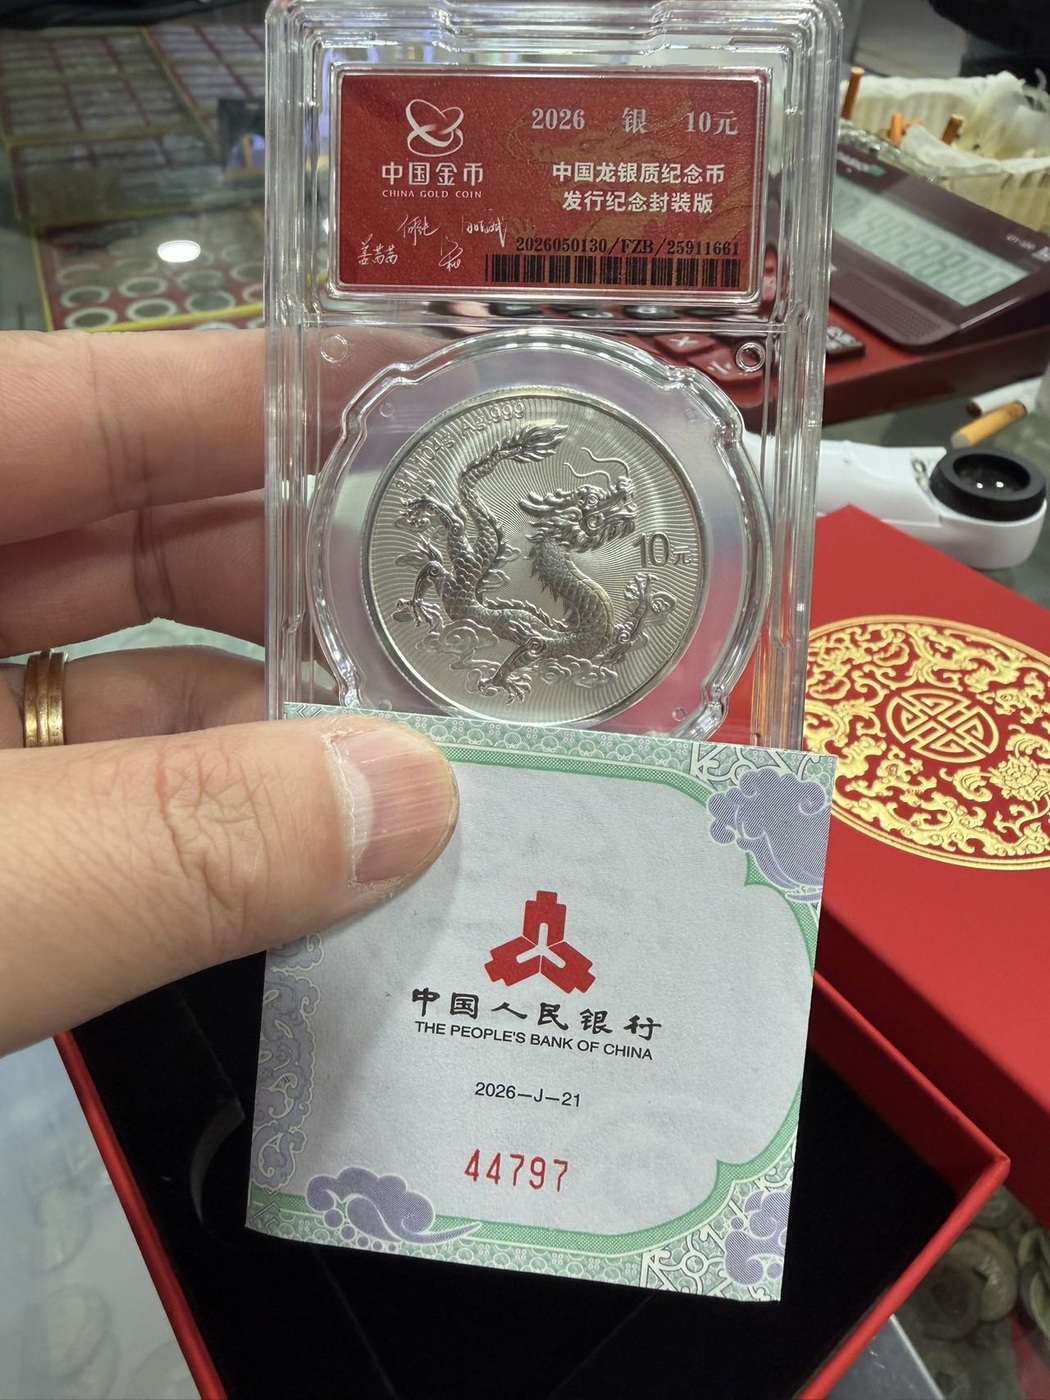 2026 银 10元
中国金币
CHINA GOLD COIN
中国龙银质纪念币
发行纪念封装版
2026050130/FZB/25911661
Ag999
10元
中国人民银行
THE PEOPLE'S BANK OF CHINA
2026—J—21
44797